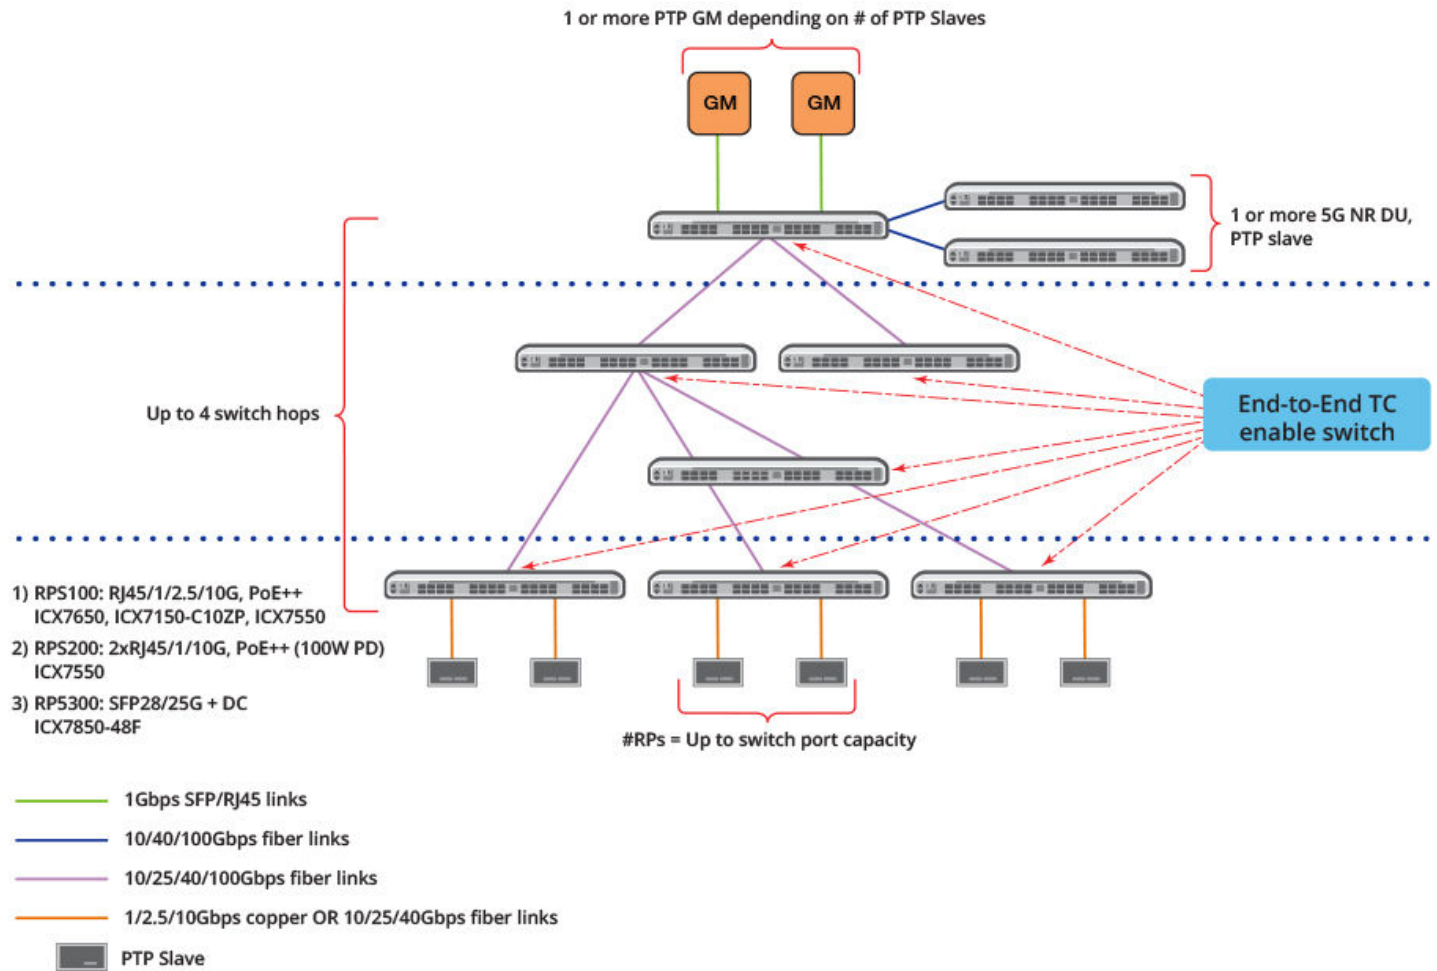 1 or more PTP GM depending on # of PTP Slaves
GM
GM
1 or more 5G NR DU,
PTP slave
Up to 4 switch hops
End-to-End TC
enable switch
1) RPS100: RJ45/1/2.5/10G, PoE++
ICX7650, ICX7150-C10ZP, ICX7550
2) RPS200: 2xRJ45/1/10G, PoE++ (100W PD)
ICX7550
3) RP5300: SFP28/25G + DC
ICX7850-48F
#RPs = Up to switch port capacity
1Gbps SFP/RJ45 links
10/40/100Gbps fiber links
10/25/40/100Gbps fiber links
1/2.5/10Gbps copper OR 10/25/40Gbps fiber links
PTP Slave